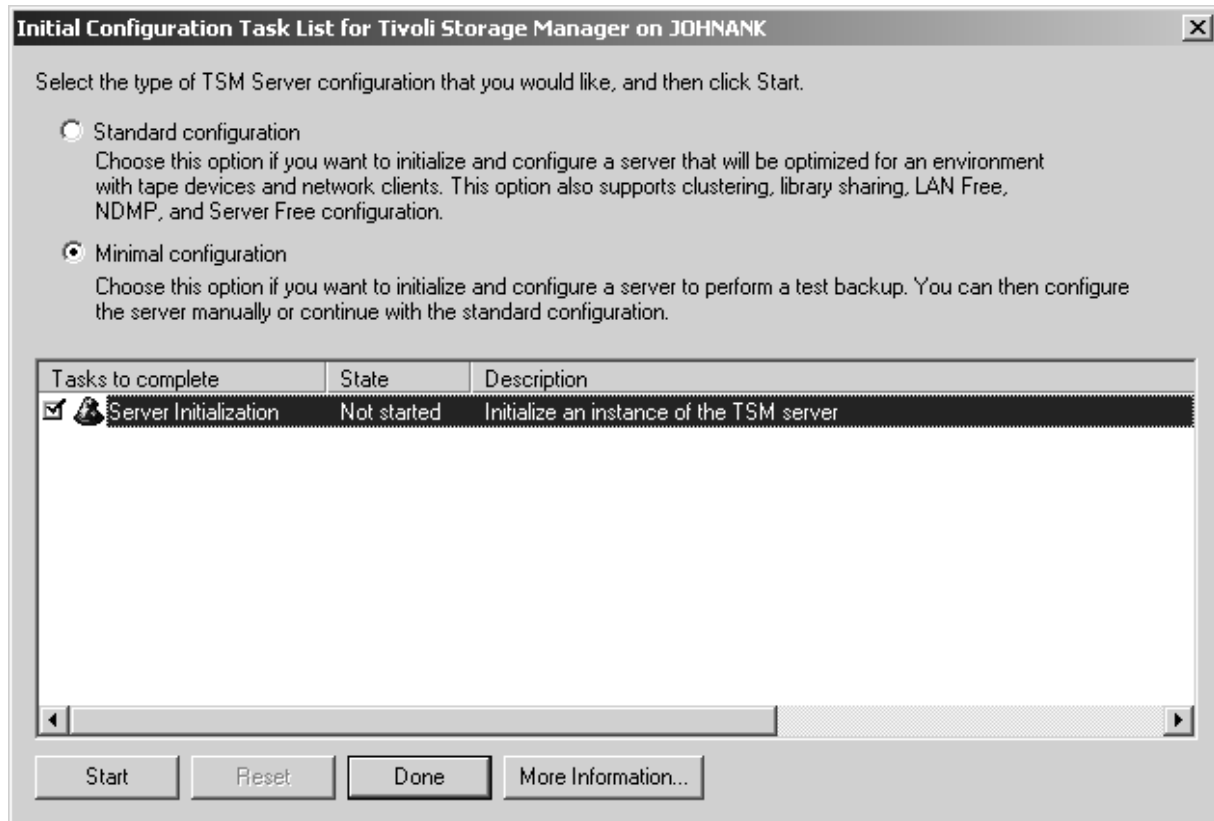 Initial Configuration Task List for Tivoli Storage Manager on JOHNANK
Select the type of TSM Server configuration that you would like, and then click Start.
Standard configuration
Choose this option if you want to initialize and configure a server that will be optimized for an environment
with tape devices and network clients. This option also supports clustering, library sharing, LAN Free,
NDMP, and Server Free configuration.
Minimal configuration
Choose this option if you want to initialize and configure a server to perform a test backup. You can then configure
the server manually or continue with the standard configuration.
Tasks to complete State Description
Server Initialization Not started Initialize an instance of the TSM server
Start Reset Done More Information...